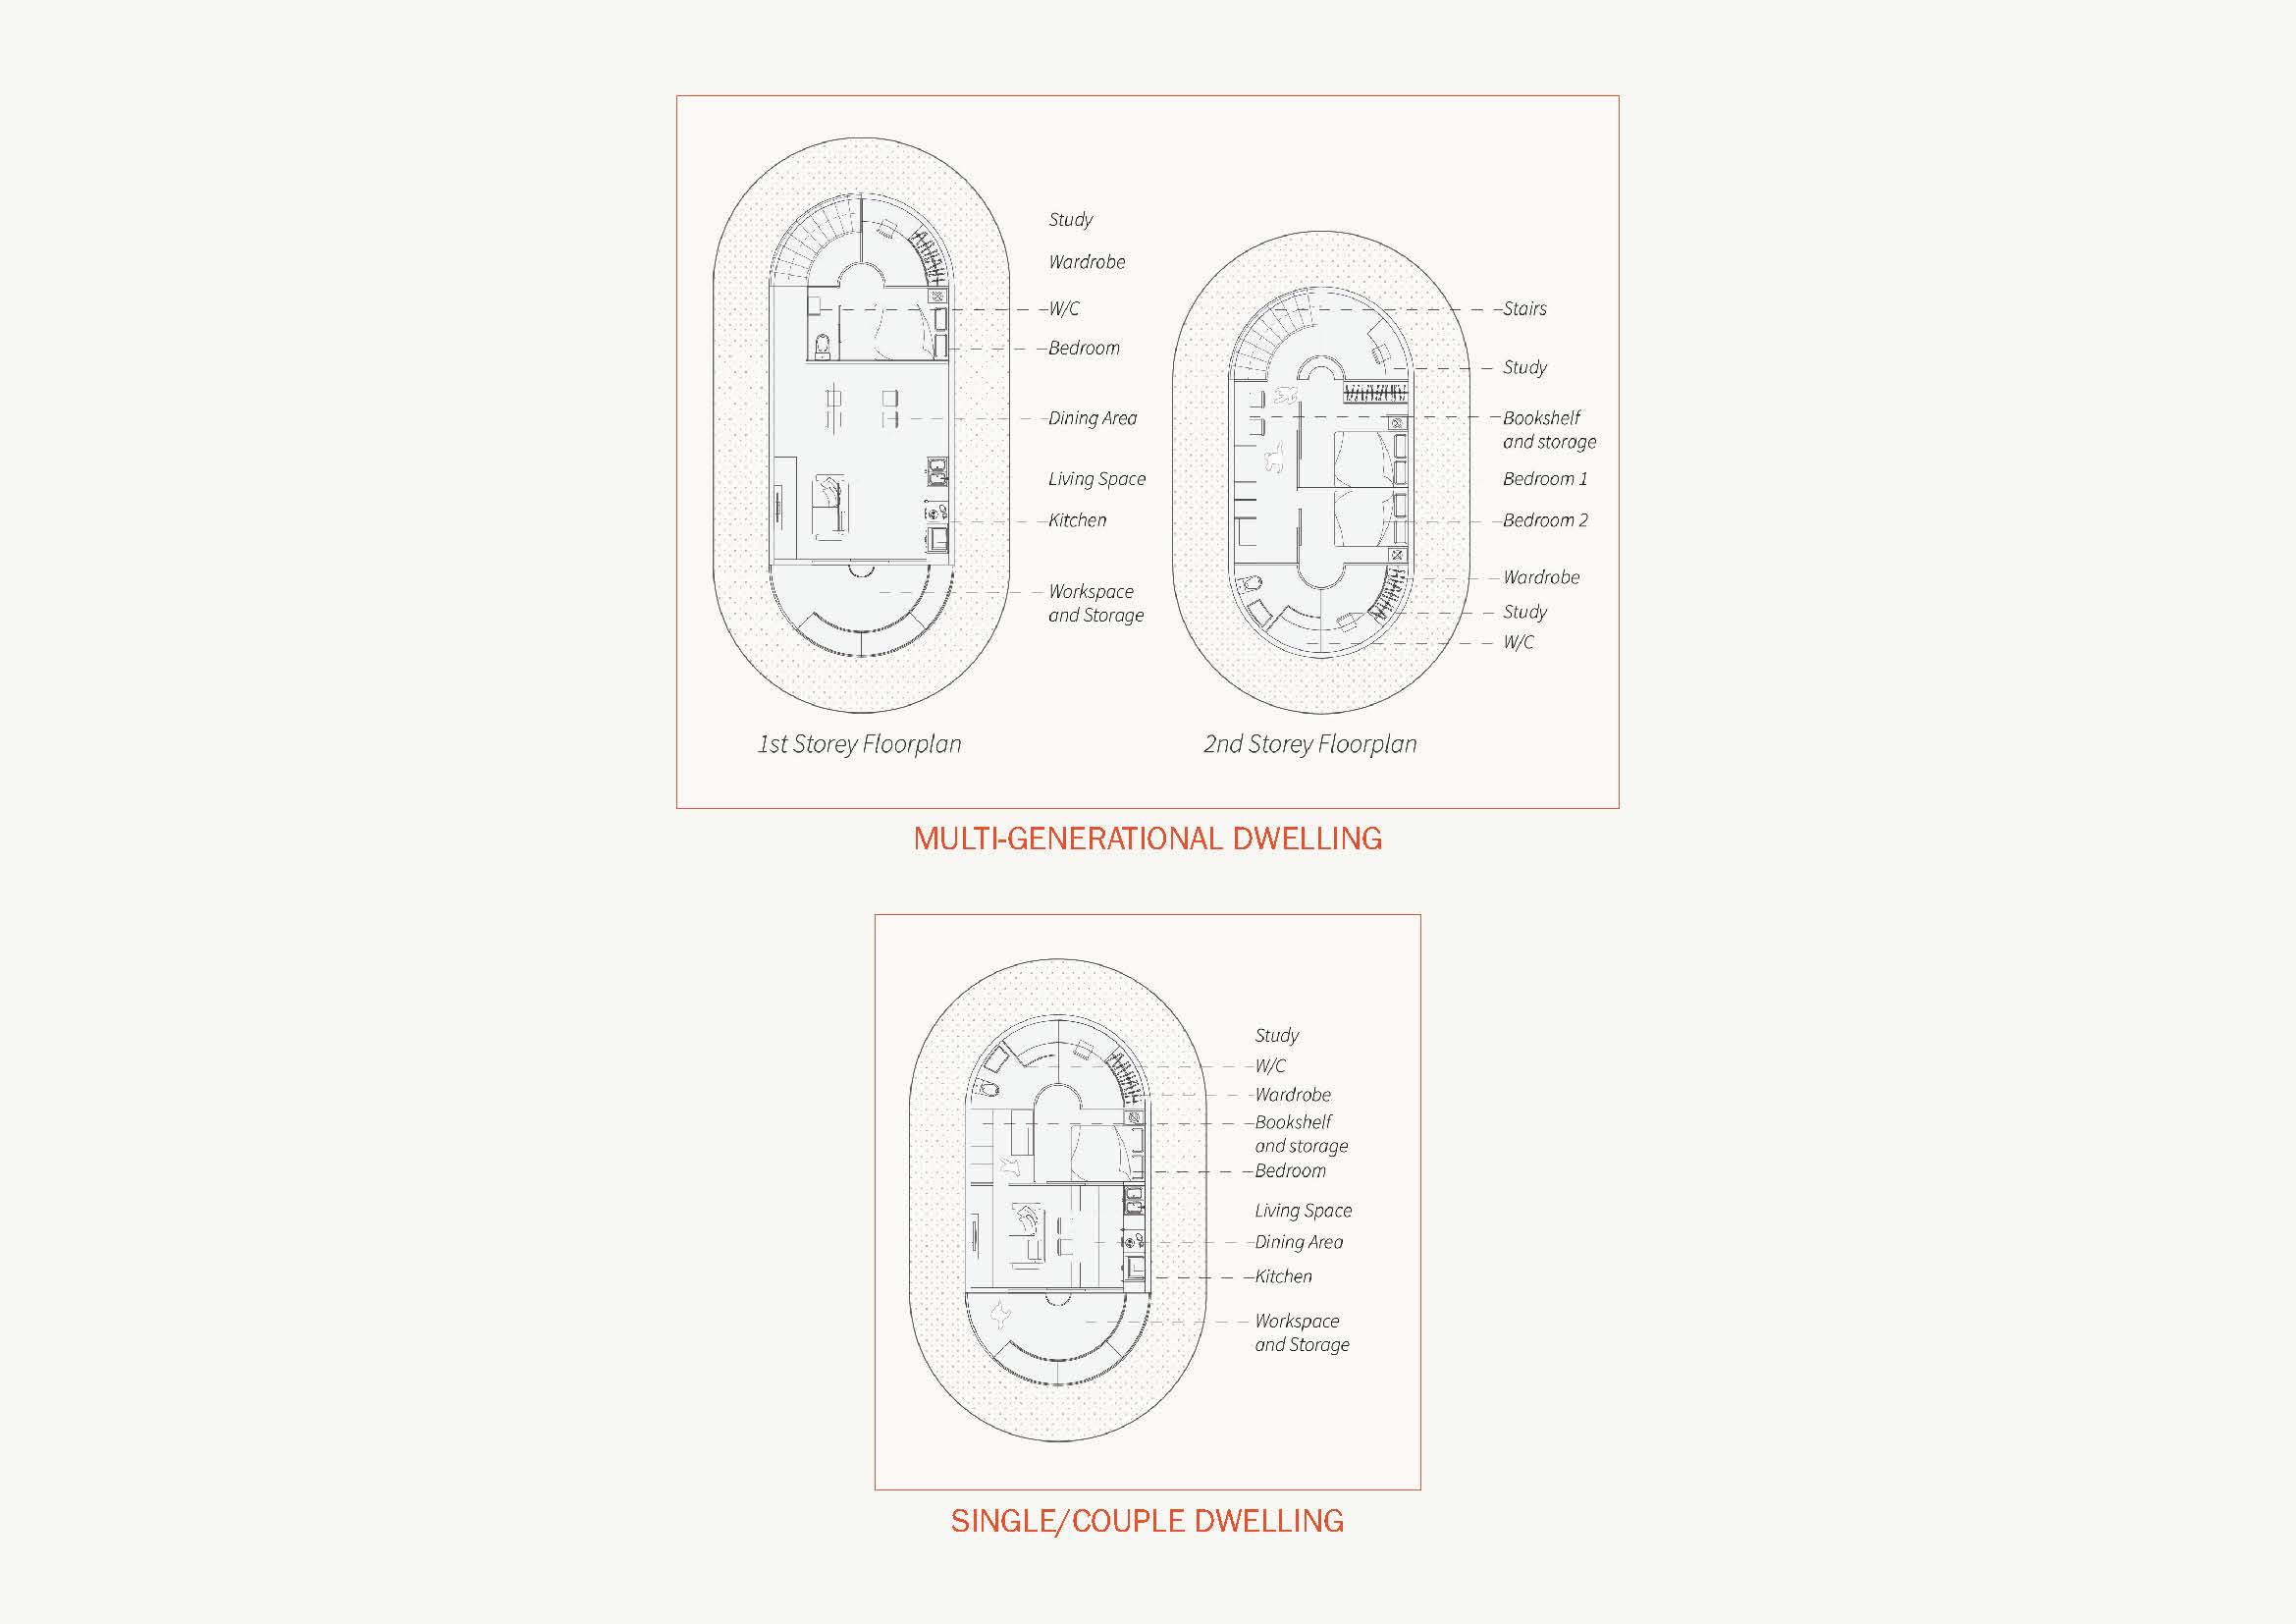 Study
Wardrobe
W/C
Bedroom
Dining Area
Living Space
Kitchen
Workspace
and Storage
1st Storey Floorplan
Stairs
Study
Bookshelf
and storage
Bedroom 1
Bedroom 2
Wardrobe
Study
W/C
2nd Storey Floorplan
MULTI-GENERATIONAL DWELLING
Study
W/C
Wardrobe
Bookshelf
and storage
Bedroom
Living Space
Dining Area
Kitchen
Workspace
and Storage
SINGLE/COUPLE DWELLING